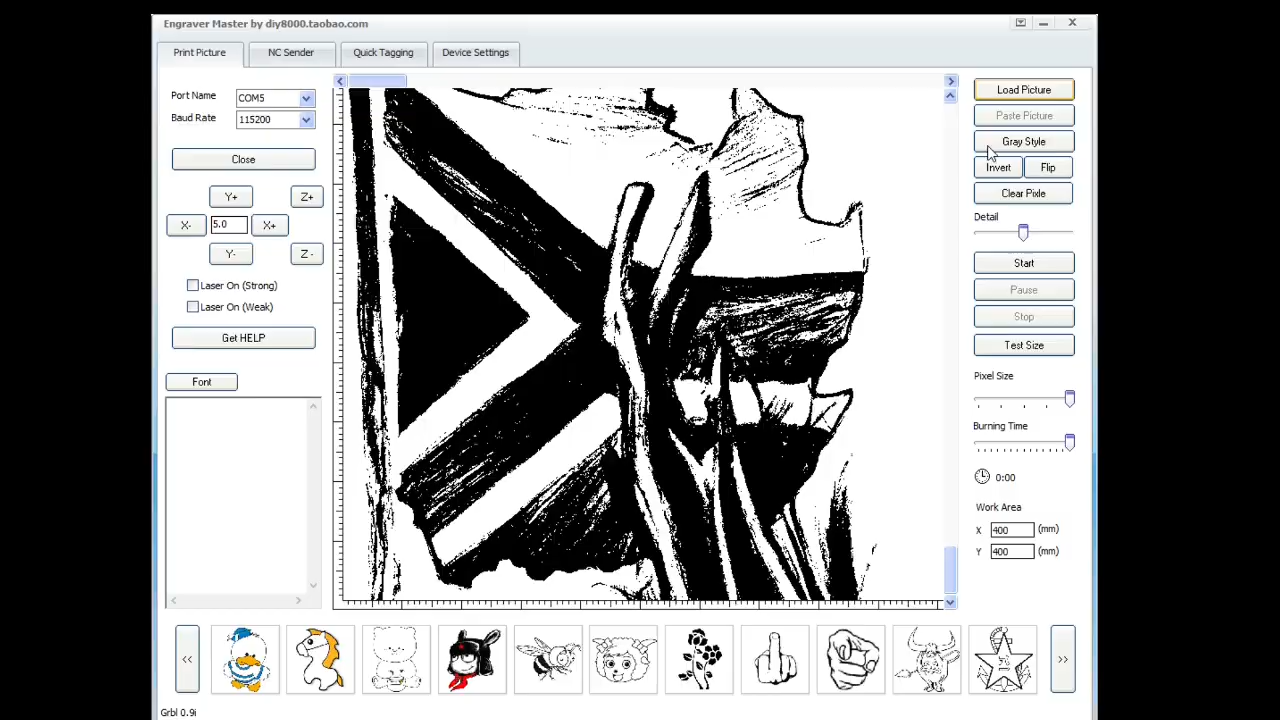 Engraver Master by diy8000.taobao.com
Print Picture
NC Sender
Quick Tagging
Device Settings
Port Name
COM5
Baud Rate
115200
Close
Y+
Z+
X-
5.0
X+
Y-
Z-
Laser On (Strong)
Laser On (Weak)
Get HELP
Font
Load Picture
Paste Picture
Gray Style
Invert
Flip
Clear Pixle
Detail
Start
Pause
Stop
Test Size
Pixel Size
Burning Time
0:00
Work Area
X 400 (mm)
Y 400 (mm)
<<
>>
Grbl 0.9i